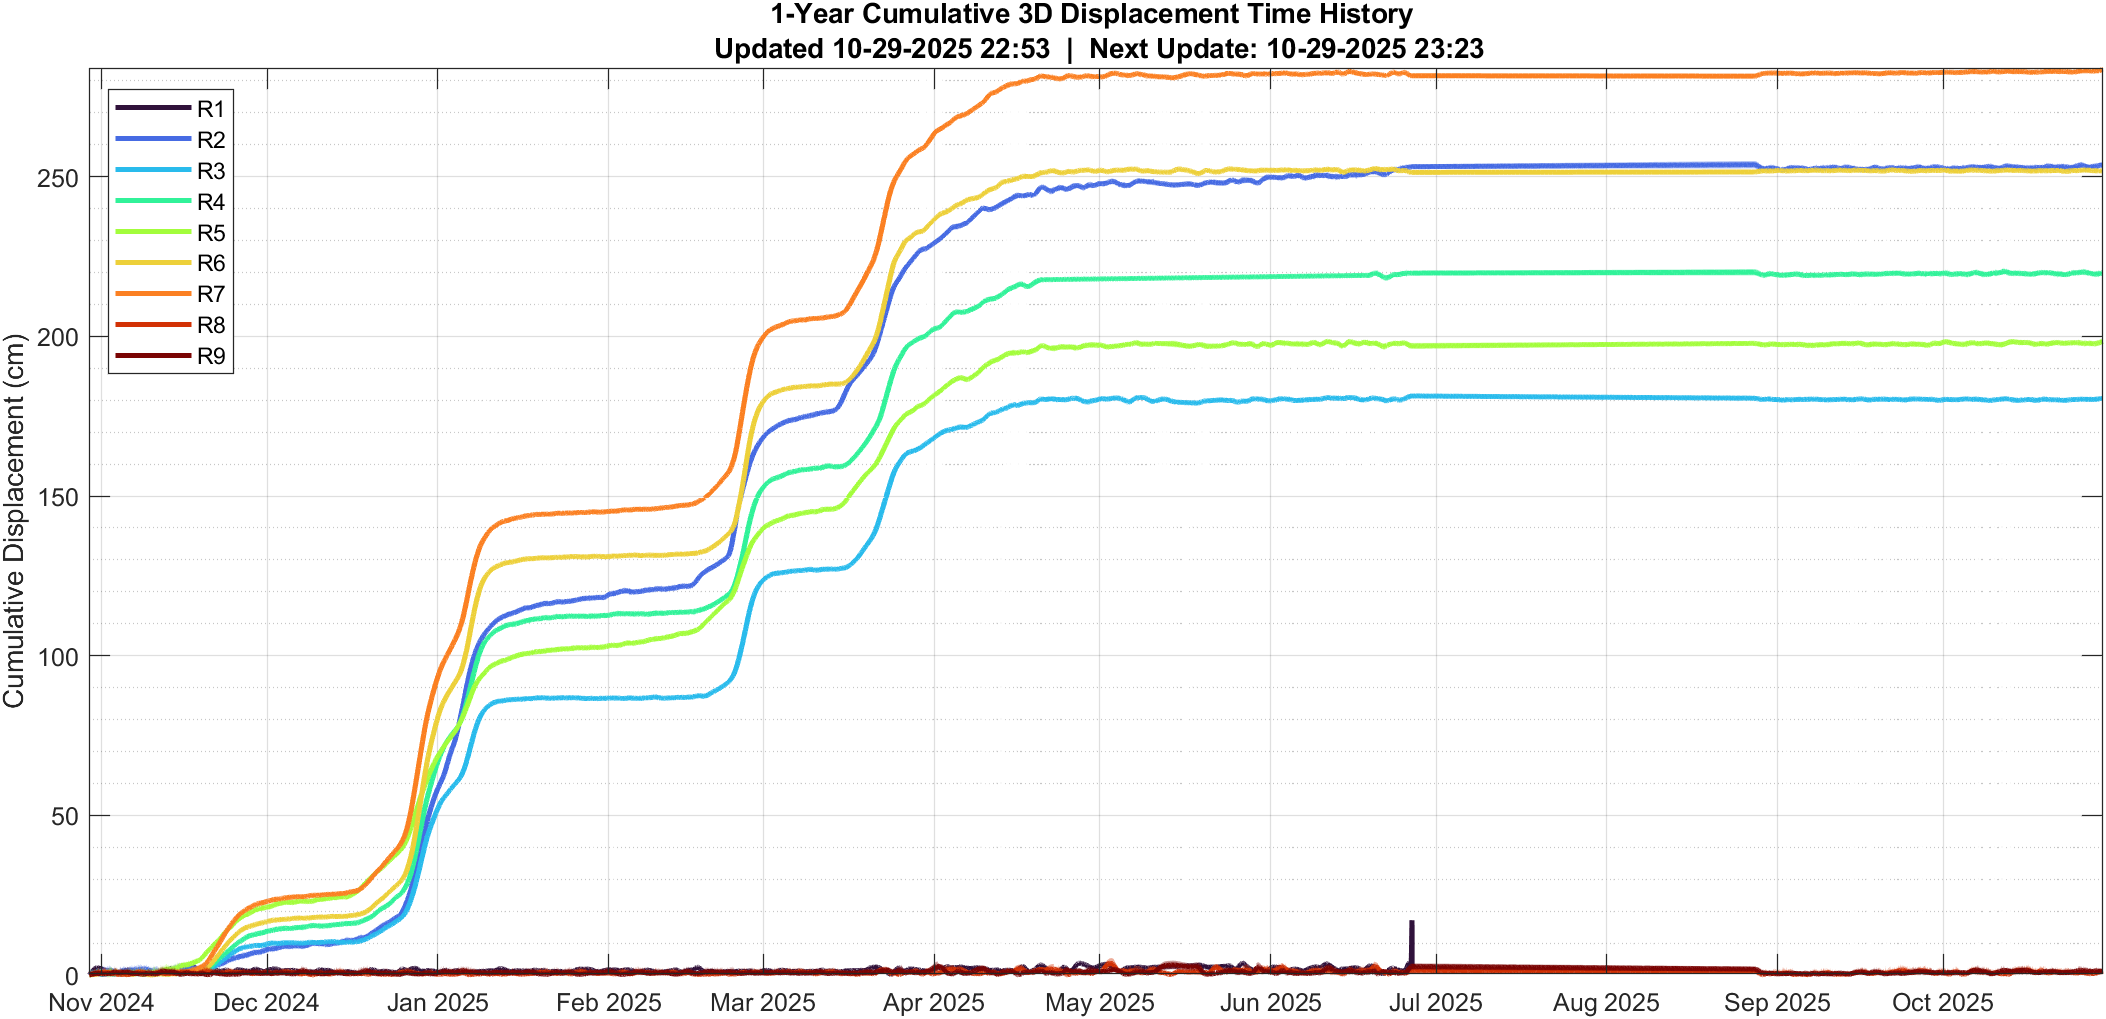 1-Year Cumulative 3D Displacement Time History
Updated 10-29-2025 22:53 | Next Update: 10-29-2025 23:23
R1
R2
R3
R4
R5
R6
R7
R8
R9
Cumulative Displacement (cm)
250
200
150
100
50
0
Nov 2024 Dec 2024 Jan 2025 Feb 2025 Mar 2025 Apr 2025 May 2025 Jun 2025 Jul 2025 Aug 2025 Sep 2025 Oct 2025